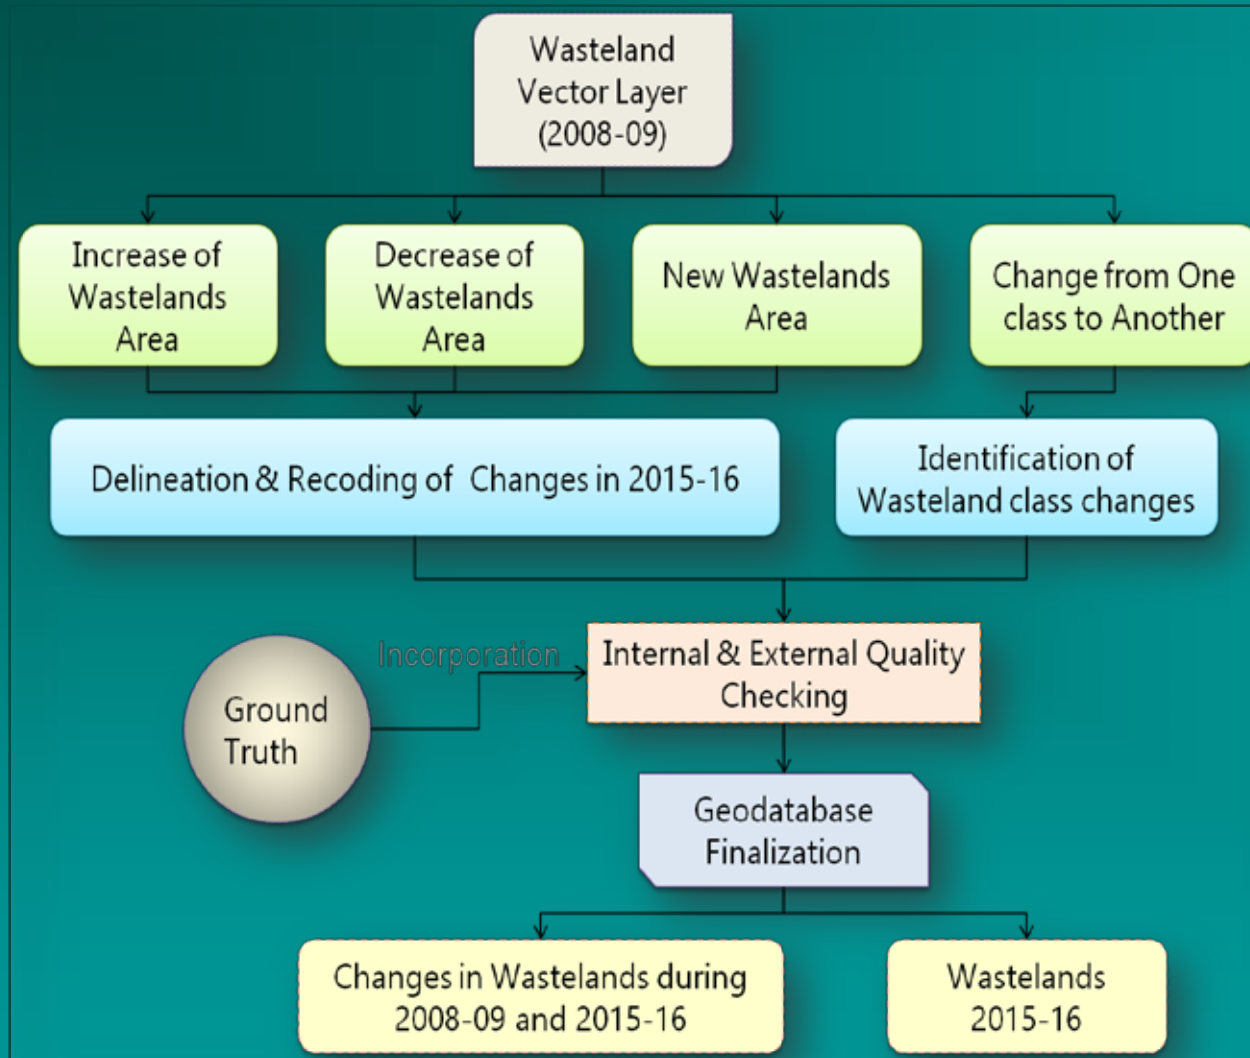 Wasteland
Vector Layer
(2008-09)
Increase of
Wastelands
Area
Decrease of
Wastelands
Area
New Wastelands
Area
Change from One
class to Another
Delineation & Recoding of Changes in 2015-16
Identification of
Wasteland class changes
Incorporation
Ground
Truth
Internal & External Quality
Checking
Geodatabase
Finalization
Changes in Wastelands during
2008-09 and 2015-16
Wastelands
2015-16